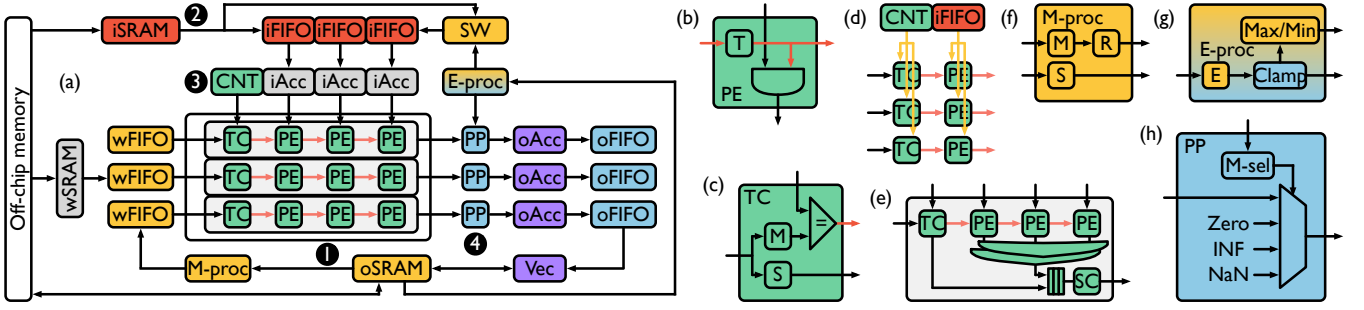 (a)
Off-chip memory
iSRAM
2
iFIFO iFIFO iFIFO
SW
3
CNT iAcc iAcc iAcc
E-proc
wSRAM
wFIFO TC PE PE PE PP oAcc oFIFO
wFIFO TC PE PE PE PP oAcc oFIFO
wFIFO TC PE PE PE PP oAcc oFIFO
1
4
M-proc
oSRAM
Vec
(b)
T
PE
(c)
TC
M
=
S
(d)
CNT iFIFO
TC PE
TC PE
TC PE
(e)
TC PE PE PE
SC
(f)
M-proc
M R
S
(g)
Max/Min
E-proc
E
Clamp
(h)
PP
M-sel
Zero
INF
NaN